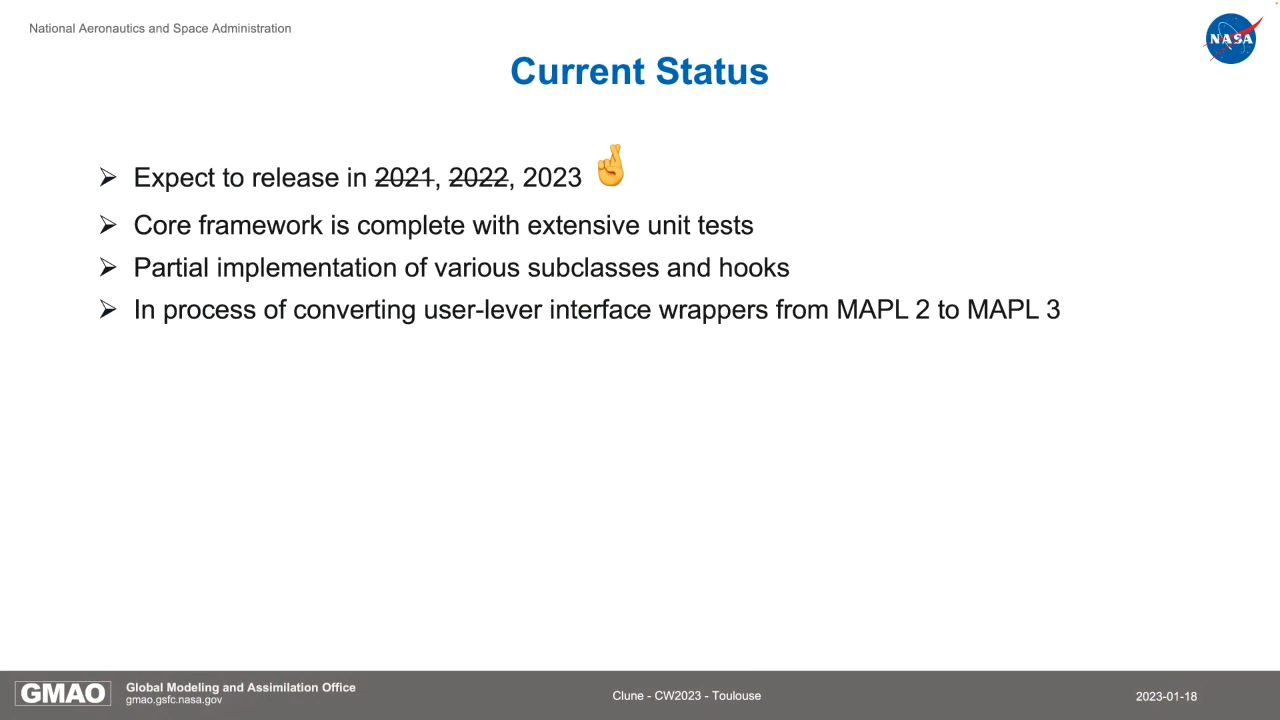 National Aeronautics and Space Administration
NASA
Current Status
➢ Expect to release in 2021, 2022, 2023 🤞
➢ Core framework is complete with extensive unit tests
➢ Partial implementation of various subclasses and hooks
➢ In process of converting user-lever interface wrappers from MAPL 2 to MAPL 3
GMAO
Global Modeling and Assimilation Office
gmao.gsfc.nasa.gov
Clune - CW2023 - Toulouse
2023-01-18